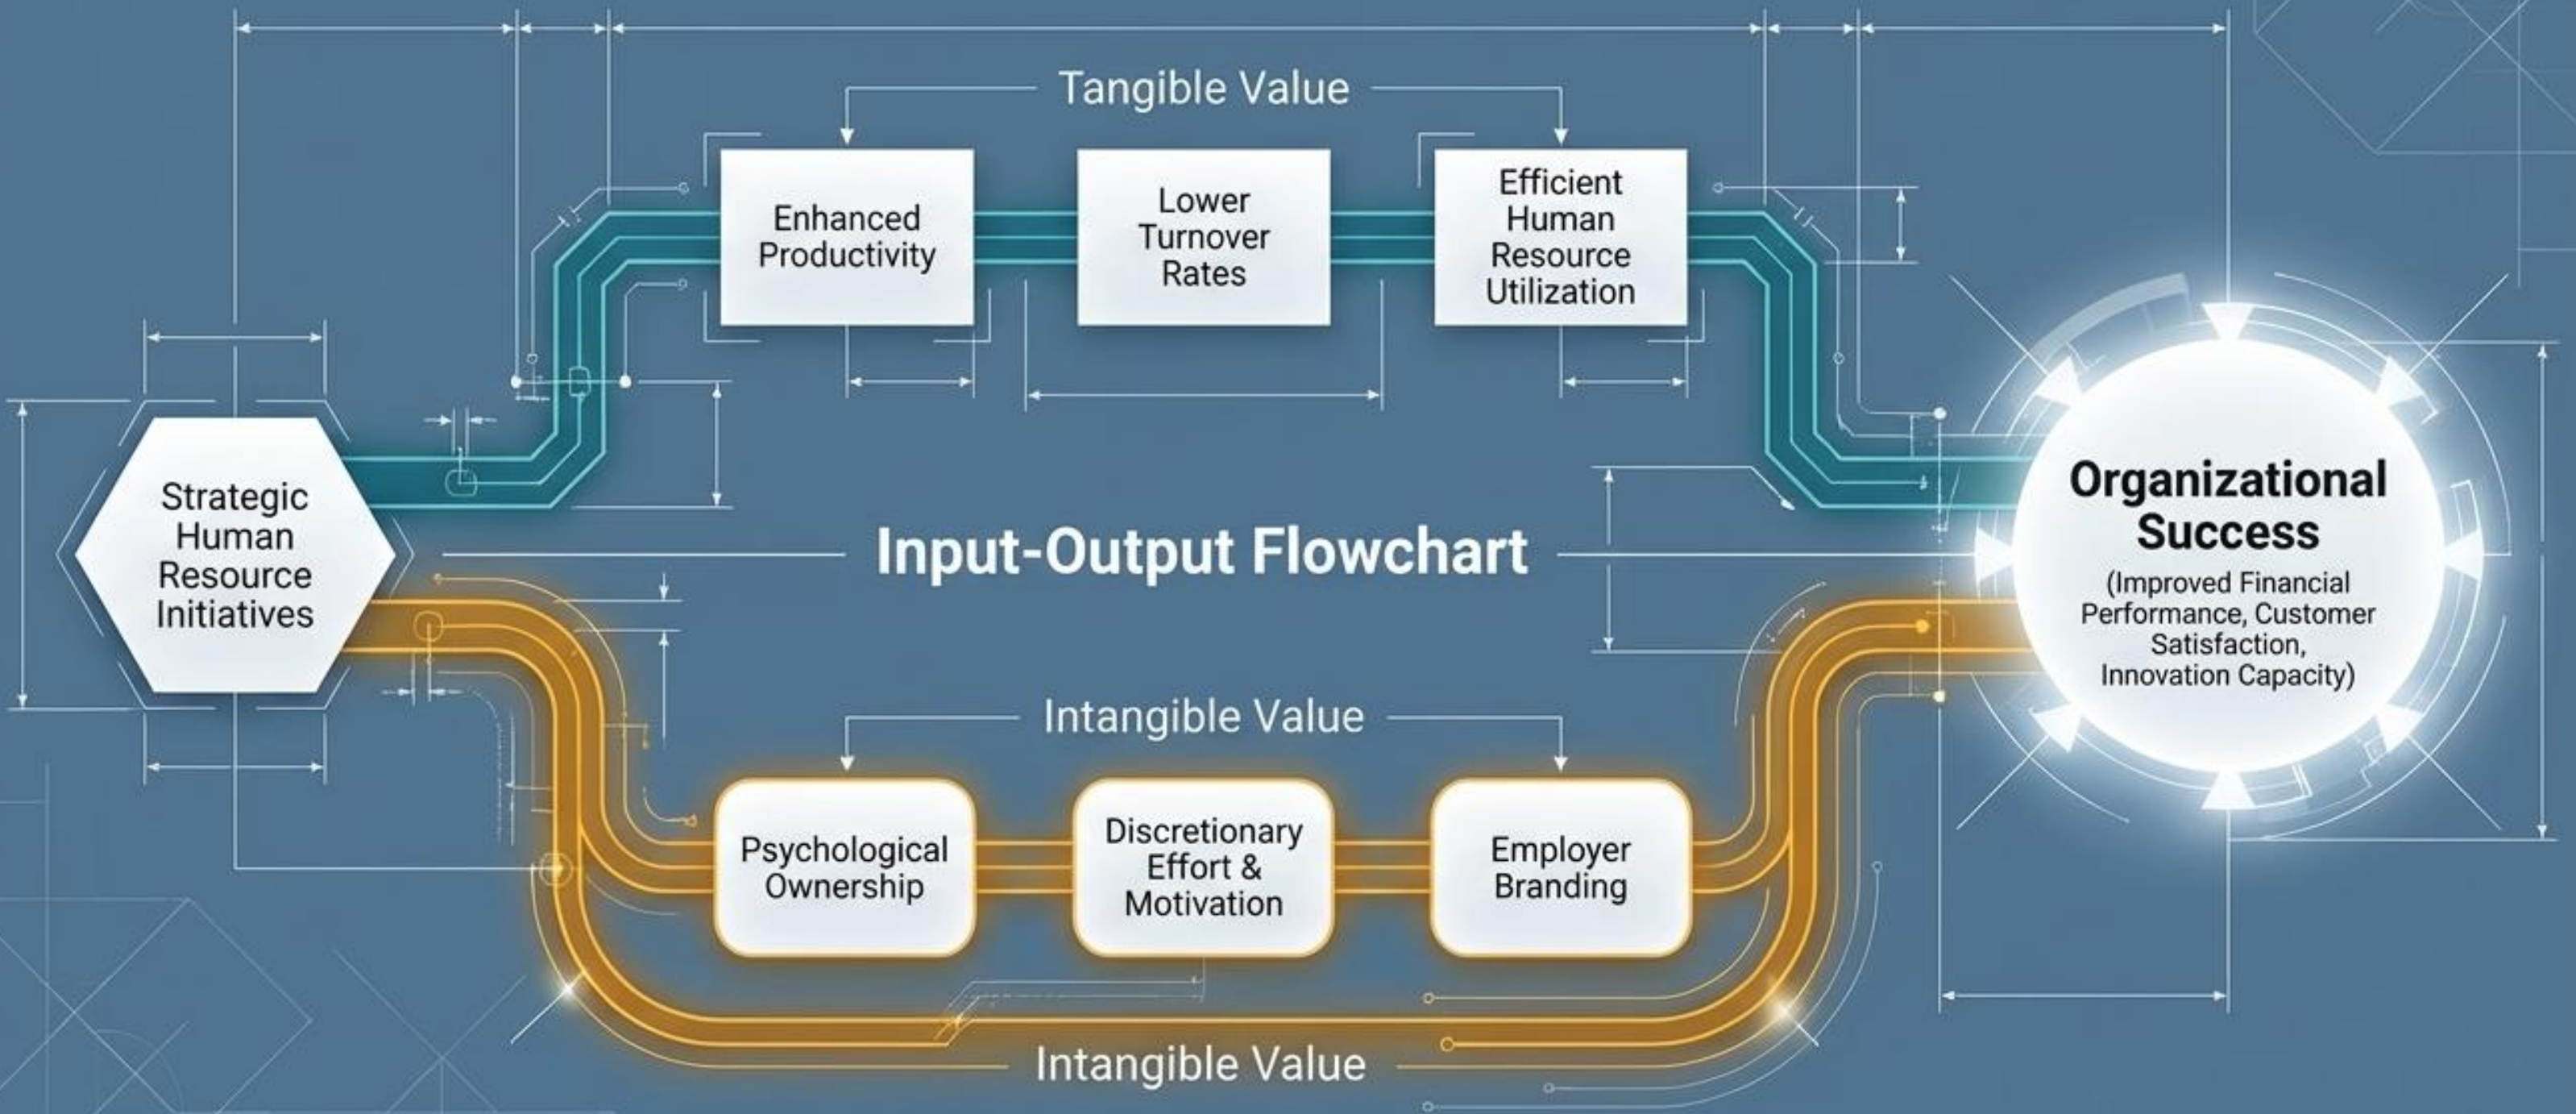 Tangible Value
Enhanced
Productivity
Lower
Turnover
Rates
Efficient
Human
Resource
Utilization
Strategic
Human
Resource
Initiatives
Input-Output Flowchart
Organizational
Success
(Improved Financial
Performance, Customer
Satisfaction,
Innovation Capacity)
Intangible Value
Psychological
Ownership
Discretionary
Effort &
Motivation
Employer
Branding
Intangible Value